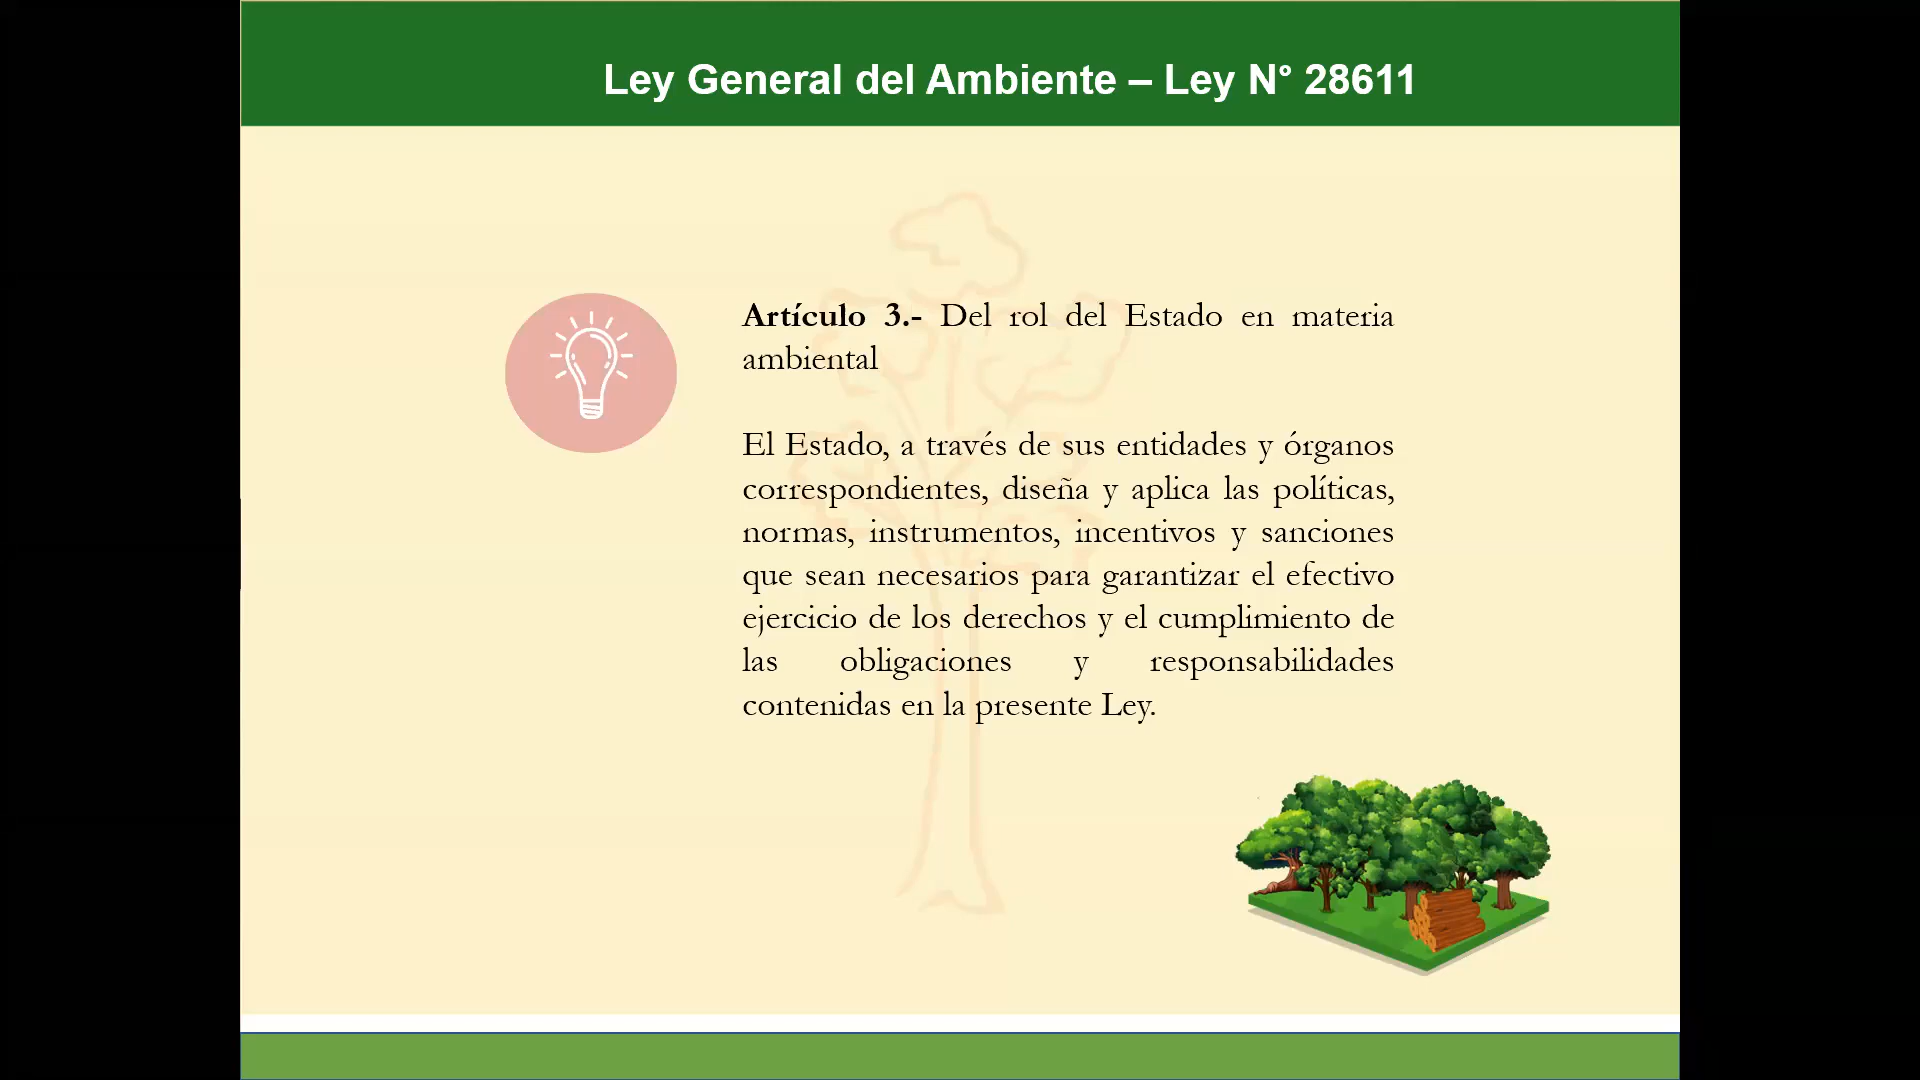 Ley General del Ambiente – Ley N° 28611
Artículo 3.- Del rol del Estado en materia
ambiental
El Estado, a través de sus entidades y órganos
correspondientes, diseña y aplica las políticas,
normas, instrumentos, incentivos y sanciones
que sean necesarios para garantizar el efectivo
ejercicio de los derechos y el cumplimiento de
las obligaciones y responsabilidades
contenidas en la presente Ley.